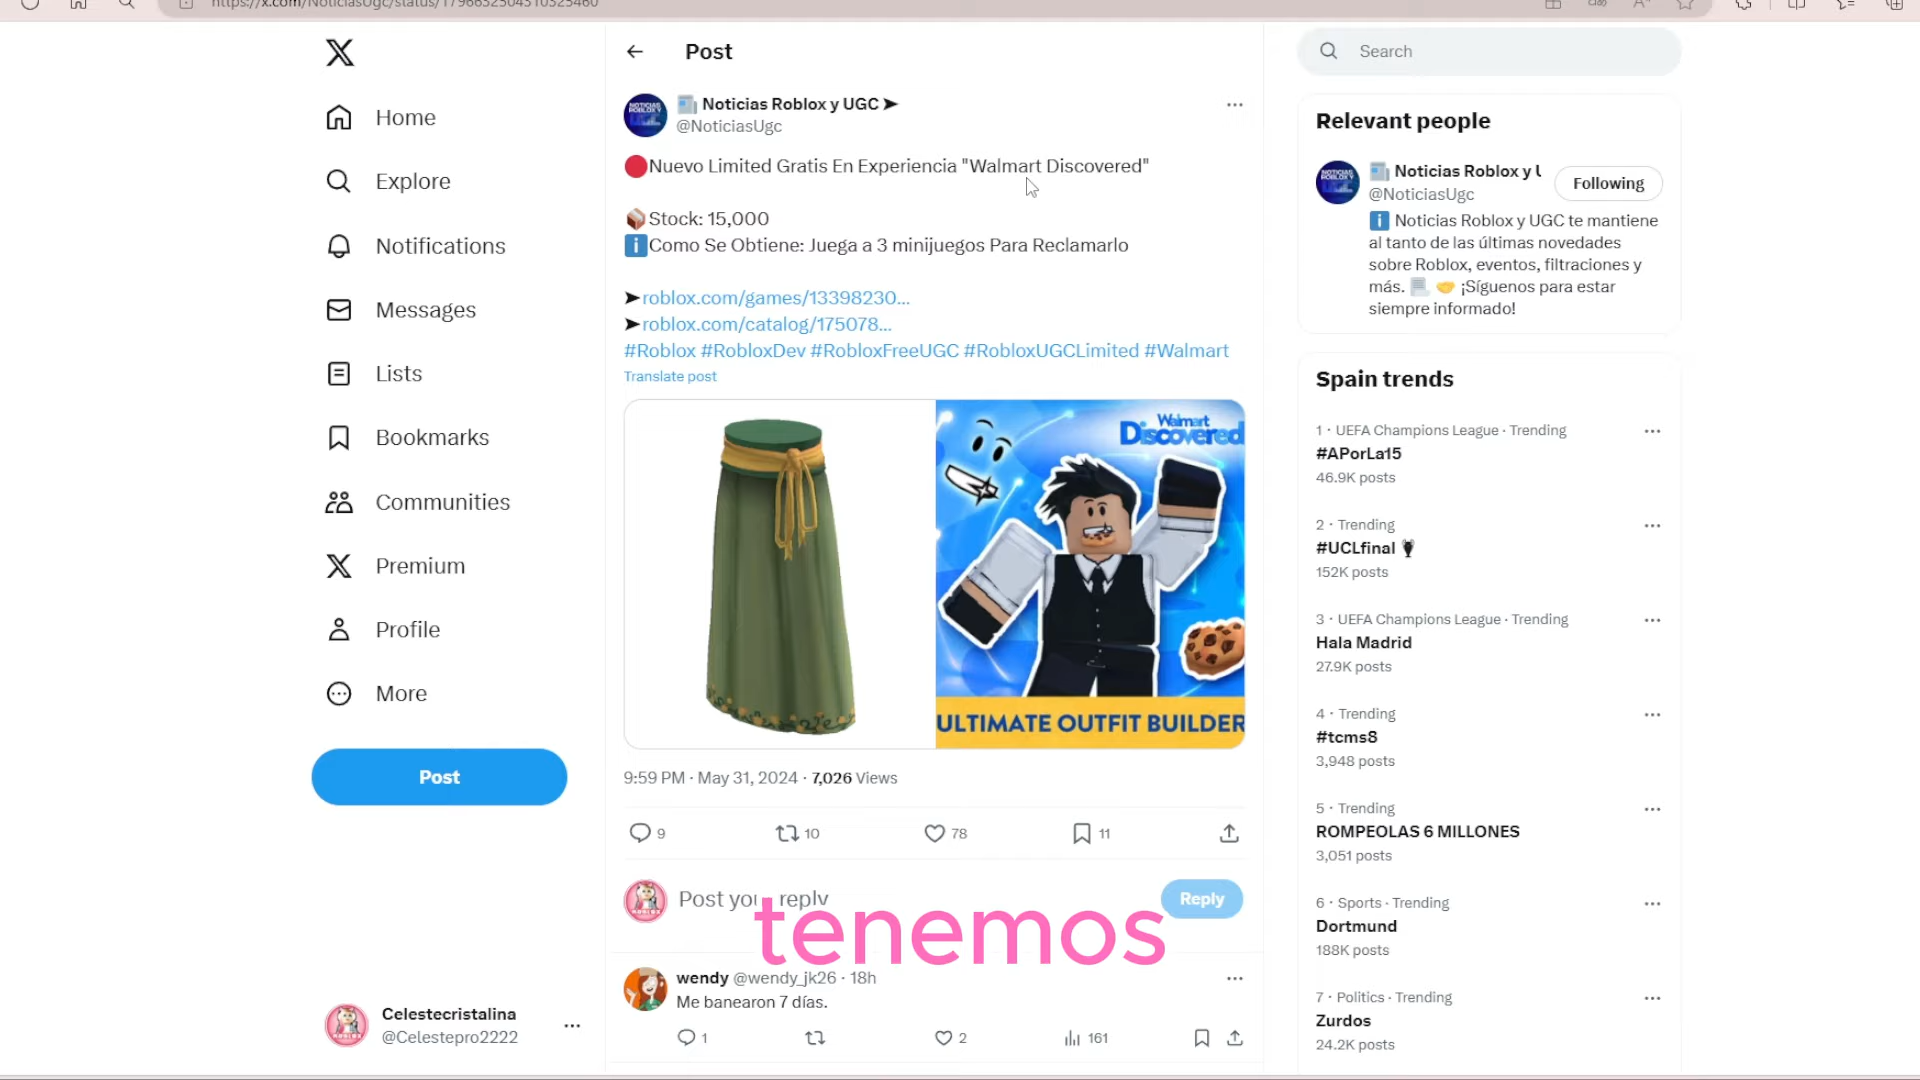 https://x.com/NoticiasUgc/status/1796632504310325460
Home
Explore
Notifications
Messages
Lists
Bookmarks
Communities
Premium
Profile
More
Post
Celestecristalina
@Celestepro2222
Post
Noticias Roblox y UGC ➤
@NoticiasUgc
🔴Nuevo Limited Gratis En Experiencia "Walmart Discovered"
📦Stock: 15,000
ℹ️Como Se Obtiene: Juega a 3 minijuegos Para Reclamarlo
➤roblox.com/games/13398230...
➤roblox.com/catalog/175078...
#Roblox #RobloxDev #RobloxFreeUGC #RobloxUGCLimited #Walmart
Translate post
Walmart
Discovered
ULTIMATE OUTFIT BUILDER
9:59 PM · May 31, 2024 · 7,026 Views
9 10 78 11
Post your reply
Reply
tenemos
wendy @wendy_jk26 · 18h
Me banearon 7 días.
1 2 161
Search
Relevant people
Noticias Roblox y U
@NoticiasUgc
Following
ℹ️ Noticias Roblox y UGC te mantiene
al tanto de las últimas novedades
sobre Roblox, eventos, filtraciones y
más. 📃 🤝 ¡Síguenos para estar
siempre informado!
Spain trends
1 · UEFA Champions League · Trending
#APorLa15
46.9K posts
2 · Trending
#UCLfinal
152K posts
3 · UEFA Champions League · Trending
Hala Madrid
27.9K posts
4 · Trending
#tcms8
3,948 posts
5 · Trending
ROMPEOLAS 6 MILLONES
3,051 posts
6 · Sports · Trending
Dortmund
188K posts
7 · Politics · Trending
Zurdos
24.2K posts